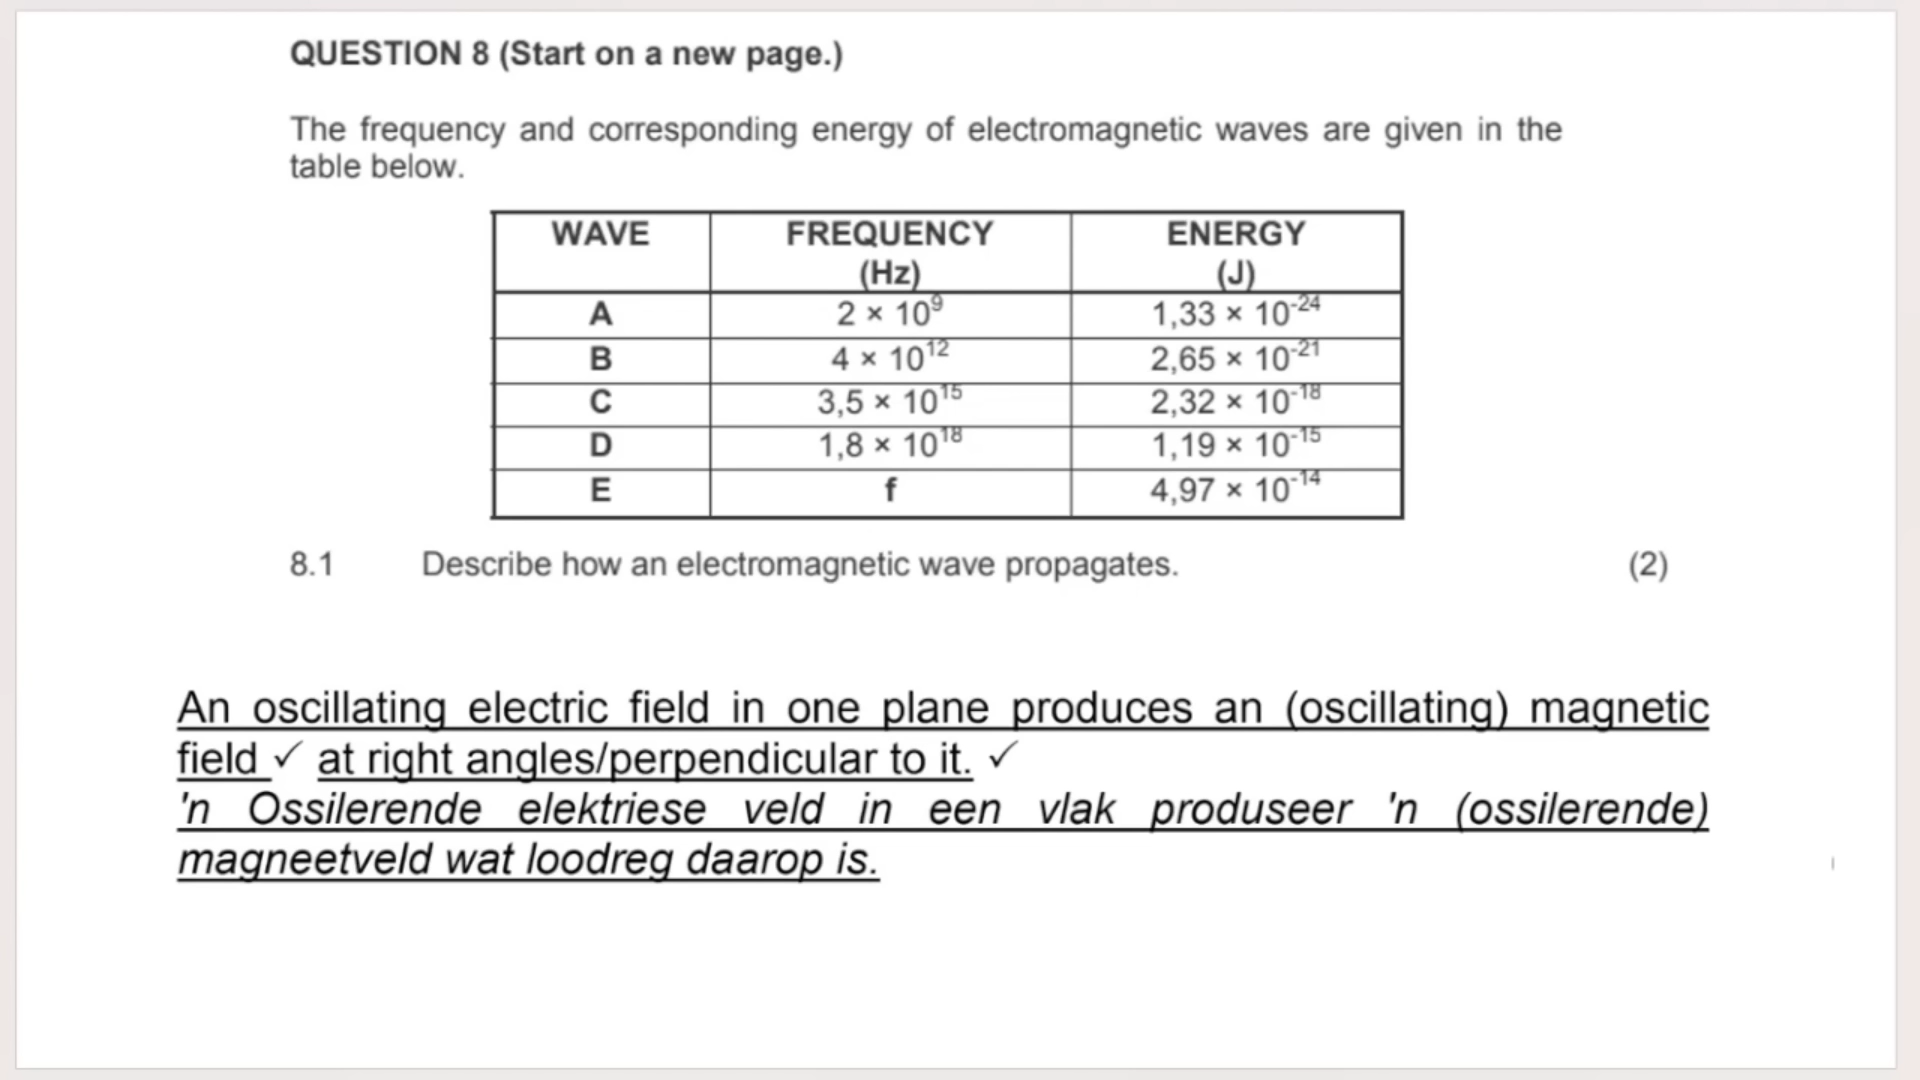 QUESTION 8 (Start on a new page.)
The frequency and corresponding energy of electromagnetic waves are given in the
table below.
WAVE FREQUENCY (Hz) ENERGY (J)
A 2 × 10⁹ 1,33 × 10⁻²⁴
B 4 × 10¹² 2,65 × 10⁻²¹
C 3,5 × 10¹⁵ 2,32 × 10⁻¹⁸
D 1,8 × 10¹⁸ 1,19 × 10⁻¹⁵
E f 4,97 × 10⁻¹⁴
8.1 Describe how an electromagnetic wave propagates. (2)
An oscillating electric field in one plane produces an (oscillating) magnetic
field ✓ at right angles/perpendicular to it. ✓
'n Ossilerende elektriese veld in een vlak produseer 'n (ossilerende)
magneetveld wat loodreg daarop is.